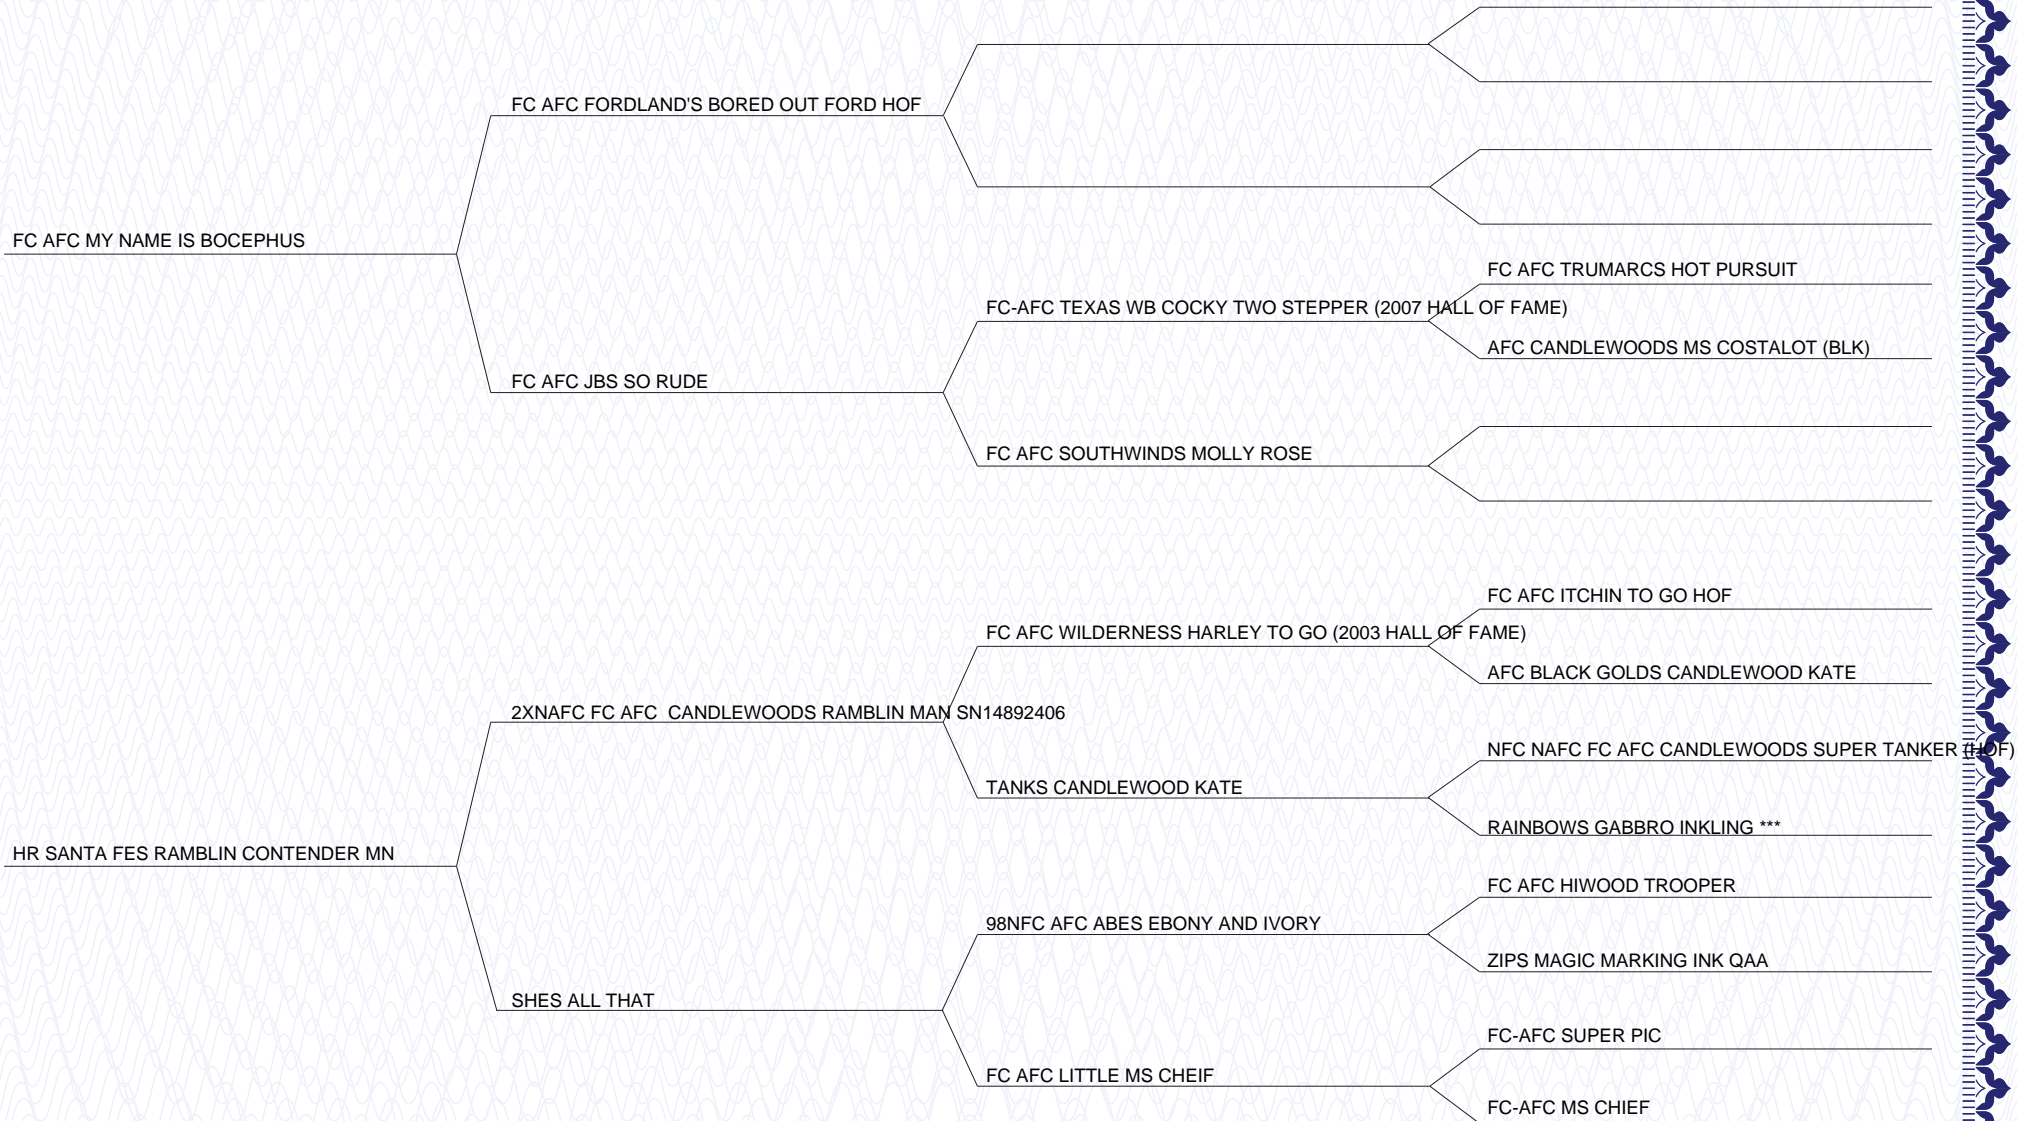 FC AFC FORDLAND'S BORED OUT FORD HOF
FC AFC MY NAME IS BOCEPHUS
FC AFC TRUMARCS HOT PURSUIT
FC-AFC TEXAS WB COCKY TWO STEPPER (2007 HALL OF FAME)
AFC CANDLEWOODS MS COSTALOT (BLK)
FC AFC JBS SO RUDE
FC AFC SOUTHWINDS MOLLY ROSE
FC AFC ITCHIN TO GO HOF
FC AFC WILDERNESS HARLEY TO GO (2003 HALL OF FAME)
AFC BLACK GOLDS CANDLEWOOD KATE
2XNAFC FC AFC  CANDLEWOODS RAMBLIN MAN SN14892406
NFC NAFC FC AFC CANDLEWOODS SUPER TANKER (HOF)
TANKS CANDLEWOOD KATE
RAINBOWS GABBRO INKLING ***
HR SANTA FES RAMBLIN CONTENDER MN
FC AFC HIWOOD TROOPER
98NFC AFC ABES EBONY AND IVORY
ZIPS MAGIC MARKING INK QAA
SHES ALL THAT
FC-AFC SUPER PIC
FC AFC LITTLE MS CHEIF
FC-AFC MS CHIEF